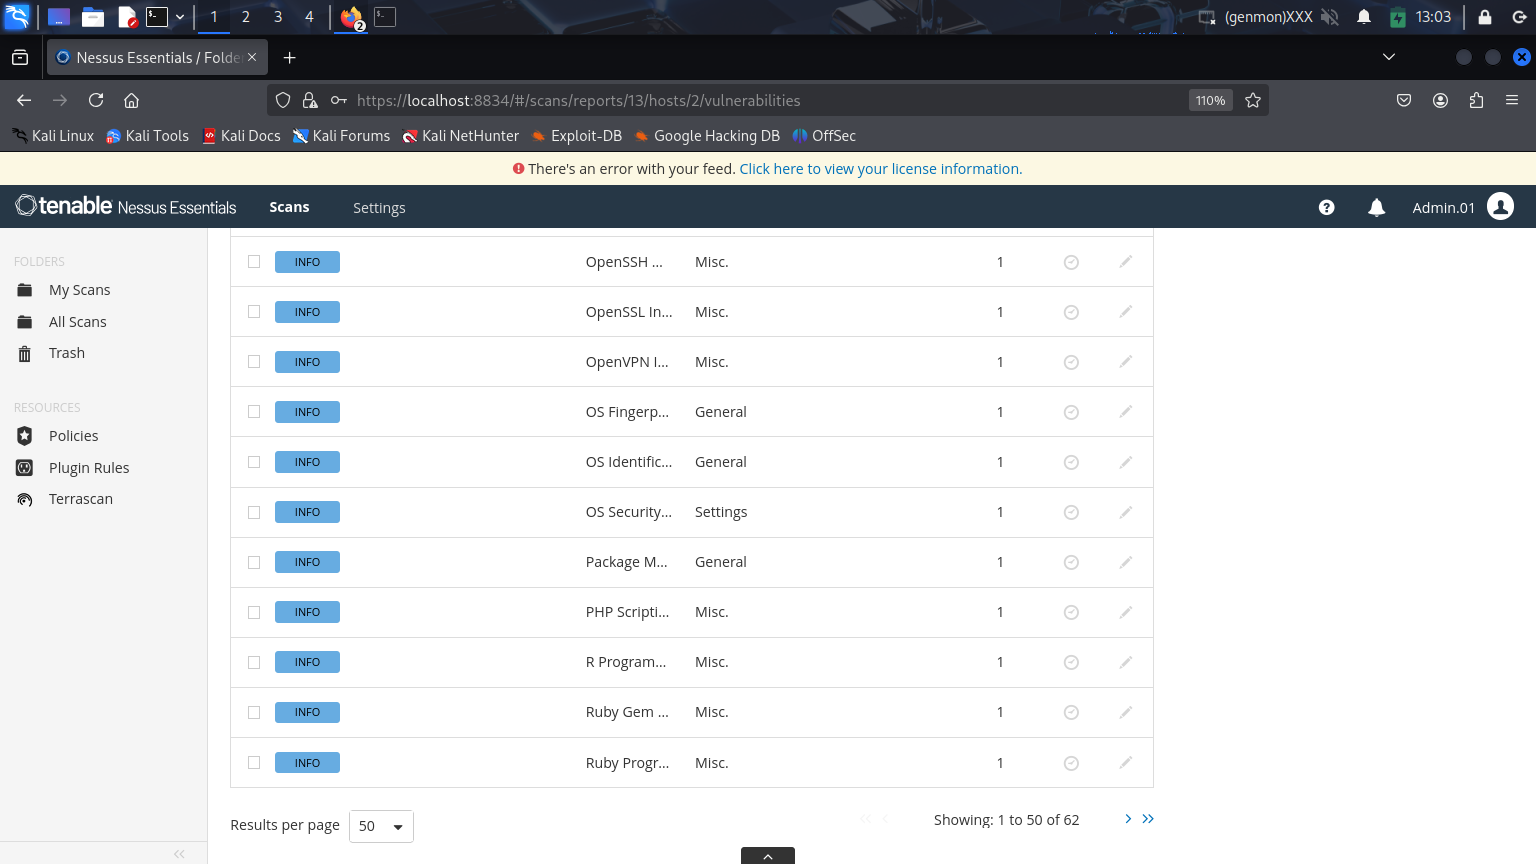 1 2 3 4 2 (genmon)XXX 13:03
Nessus Essentials / Folde
https://localhost:8834/#/scans/reports/13/hosts/2/vulnerabilities 110%
Kali Linux Kali Tools Kali Docs Kali Forums Kali NetHunter Exploit-DB Google Hacking DB OffSec
There's an error with your feed. Click here to view your license information.
tenable Nessus Essentials Scans Settings Admin.01
FOLDERS
My Scans
All Scans
Trash
RESOURCES
Policies
Plugin Rules
Terrascan
INFO OpenSSH ... Misc. 1
INFO OpenSSL In... Misc. 1
INFO OpenVPN I... Misc. 1
INFO OS Fingerp... General 1
INFO OS Identific... General 1
INFO OS Security... Settings 1
INFO Package M... General 1
INFO PHP Scripti... Misc. 1
INFO R Program... Misc. 1
INFO Ruby Gem ... Misc. 1
INFO Ruby Progr... Misc. 1
Results per page 50 Showing: 1 to 50 of 62